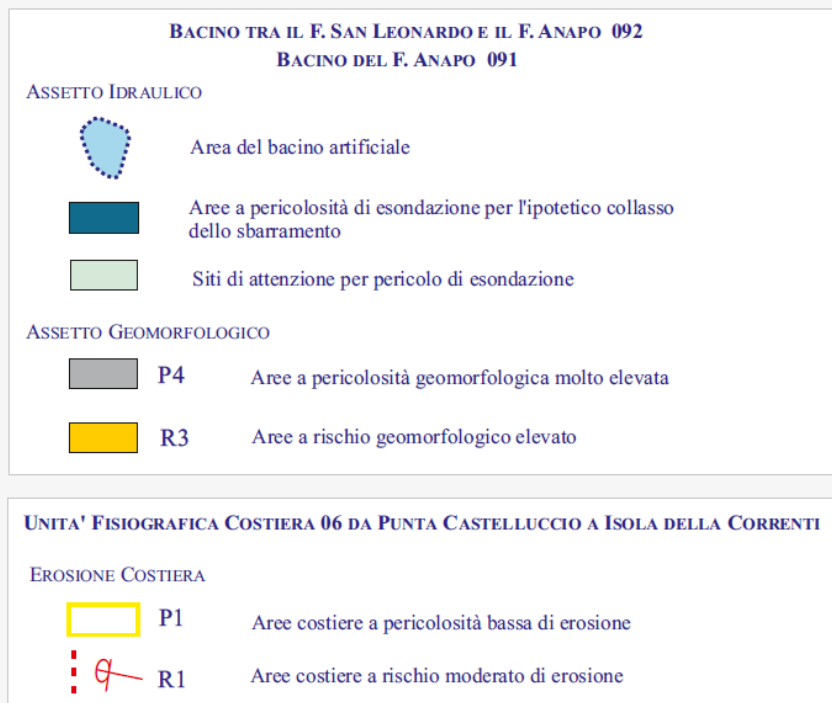 BACINO TRA IL F. SAN LEONARDO E IL F. ANAPO 092
BACINO DEL F. ANAPO 091
ASSETTO IDRAULICO
Area del bacino artificiale
Aree a pericolosità di esondazione per l'ipotetico collasso
dello sbarramento
Siti di attenzione per pericolo di esondazione
ASSETTO GEOMORFOLOGICO
P4 Aree a pericolosità geomorfologica molto elevata
R3 Aree a rischio geomorfologico elevato
UNITA' FISIOGRAFICA COSTIERA 06 DA PUNTA CASTELLUCCIO A ISOLA DELLA CORRENTI
EROSIONE COSTIERA
P1 Aree costiere a pericolosità bassa di erosione
R1 Aree costiere a rischio moderato di erosione